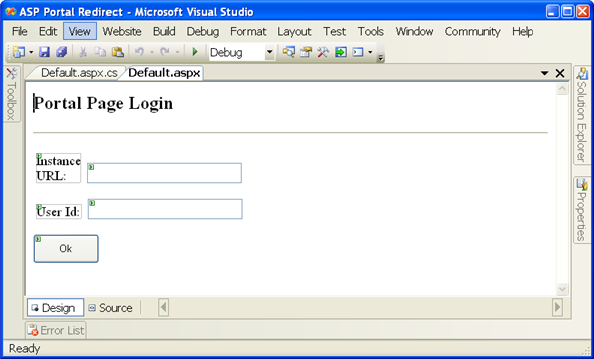 ASP Portal Redirect - Microsoft Visual Studio
File Edit View Website Build Debug Format Layout Test Tools Window Community Help
Debug
Toolbox
Default.aspx.cs Default.aspx
Portal Page Login
Instance
URL:
User Id:
Ok
Solution Explorer
Properties
Design Source
Error List
Ready